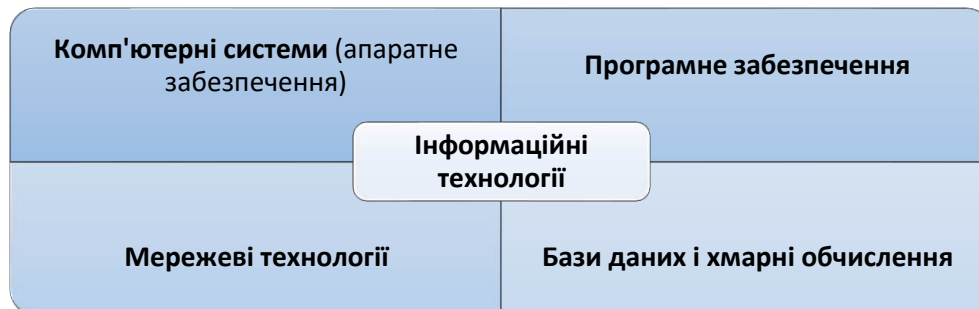 Комп'ютерні системи (апаратне
забезпечення)
Програмне забезпечення
Інформаційні
технології
Мережеві технології
Бази даних і хмарні обчислення